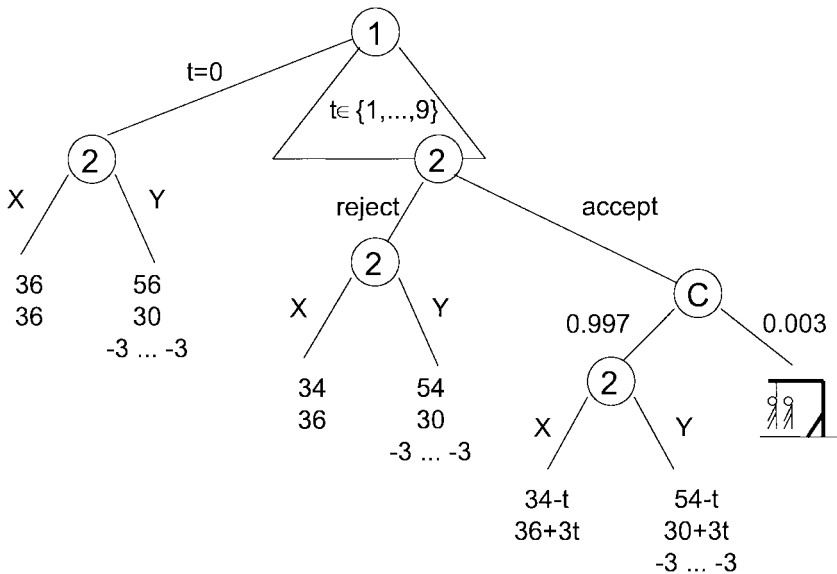 1
t=0
t∈{1,...,9}
2
2
X
Y
reject
accept
36
36
56
30
-3 ... -3
2
C
X
Y
0.997
0.003
34
36
54
30
-3 ... -3
2
X
Y
34-t
36+3t
54-t
30+3t
-3 ... -3